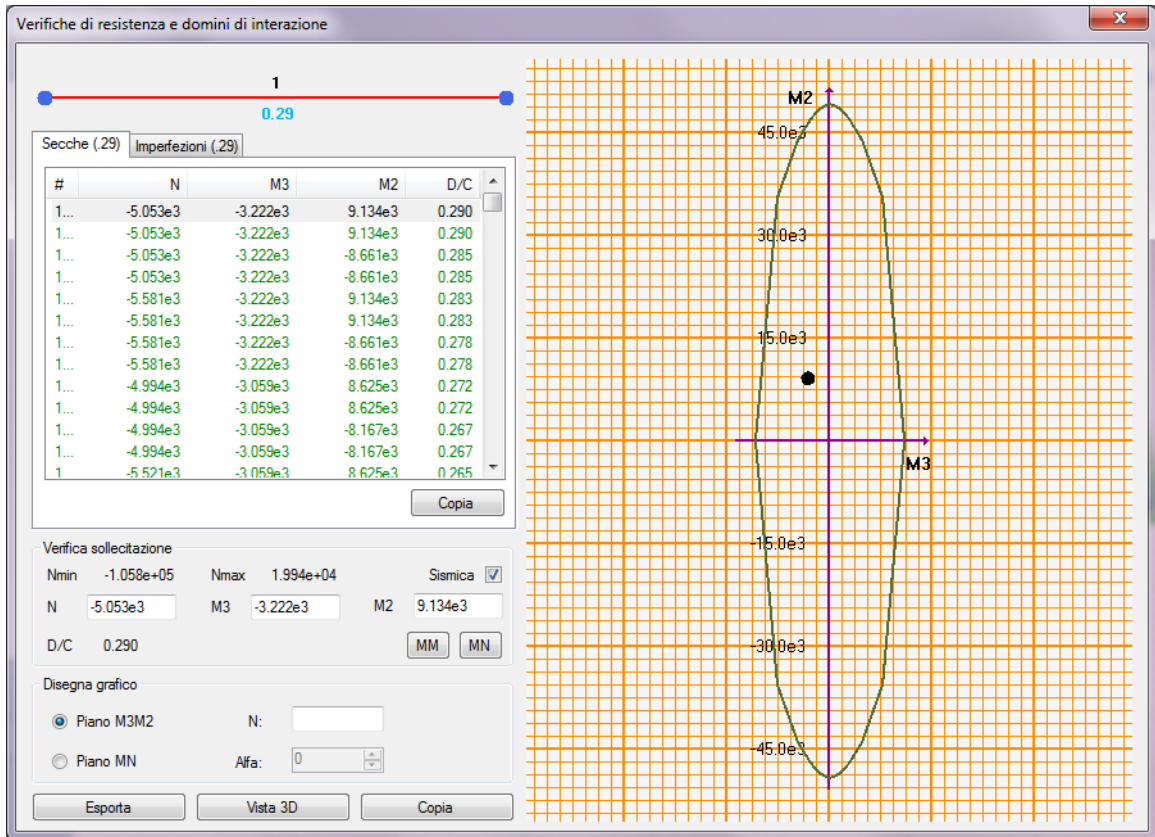 Verifiche di resistenza e domini di interazione
x
1
0.29
Secche (.29) Imperfezioni (.29)
# N M3 M2 D/C
1... -5.053e3 -3.222e3 9.134e3 0.290
1... -5.053e3 -3.222e3 9.134e3 0.290
1... -5.053e3 -3.222e3 -8.661e3 0.285
1... -5.053e3 -3.222e3 -8.661e3 0.285
1... -5.581e3 -3.222e3 9.134e3 0.283
1... -5.581e3 -3.222e3 9.134e3 0.283
1... -5.581e3 -3.222e3 -8.661e3 0.278
1... -5.581e3 -3.222e3 -8.661e3 0.278
1... -4.994e3 -3.059e3 8.625e3 0.272
1... -4.994e3 -3.059e3 8.625e3 0.272
1... -4.994e3 -3.059e3 -8.167e3 0.267
1... -4.994e3 -3.059e3 -8.167e3 0.267
1 -5.521e3 -3.059e3 8.625e3 0.265
Copia
Verifica sollecitazione
Nmin -1.058e+05 Nmax 1.994e+04 Sismica
N -5.053e3 M3 -3.222e3 M2 9.134e3
D/C 0.290 MM MN
Disegna grafico
Piano M3M2 N:
Piano MN Alfa: 0
Esporta Vista 3D Copia
M2
45.0e3
30.0e3
15.0e3
M3
-15.0e3
-30.0e3
-45.0e3